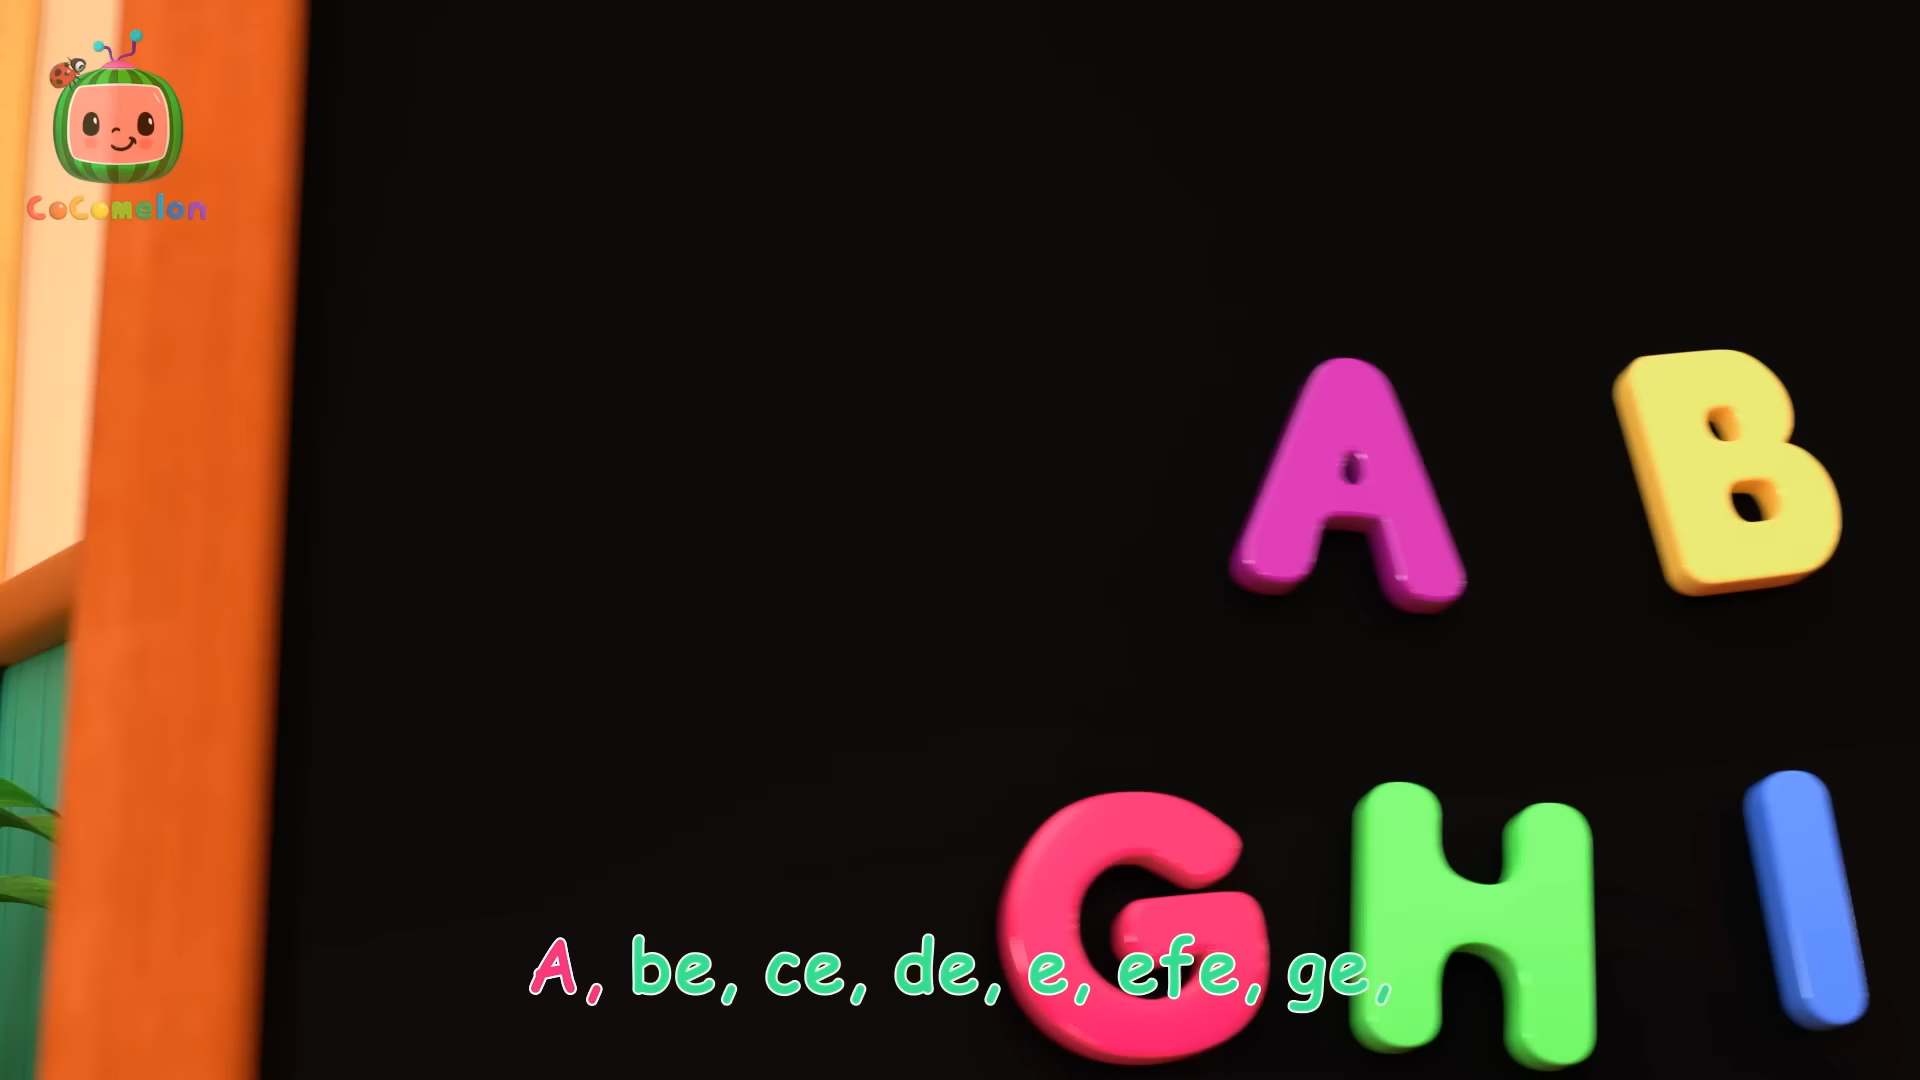 CoComelon
A B
G H I
A, be, ce, de, e, efe, ge,